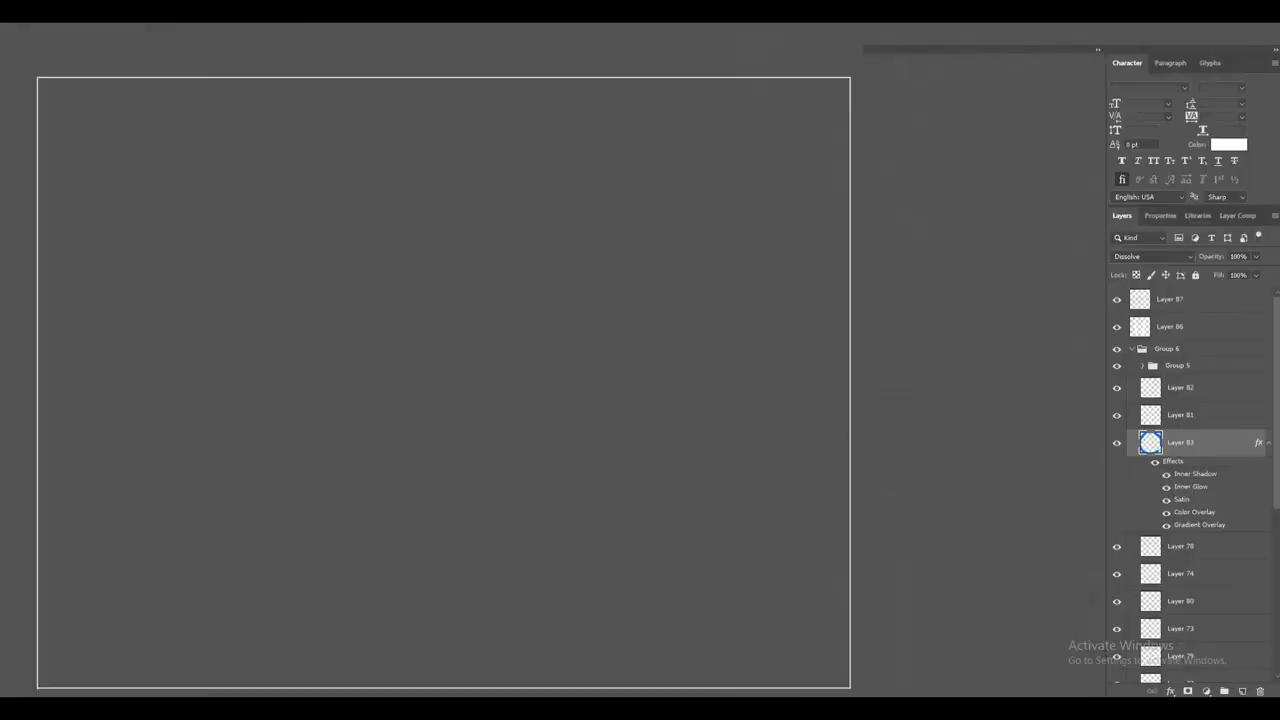 Character Paragraph Glyphs
0 pt Color:
English: USA Sharp
Layers Properties Libraries Layer Comp
Kind
Dissolve Opacity: 100%
Lock: Fill: 100%
Layer 87
Layer 86
Group 6
Group 5
Layer 82
Layer 81
Layer 83 fx
Effects
Inner Shadow
Inner Glow
Satin
Color Overlay
Gradient Overlay
Layer 78
Layer 74
Layer 80
Layer 73
Activate Windows
Layer 79
Go to Settings to activate Windows.